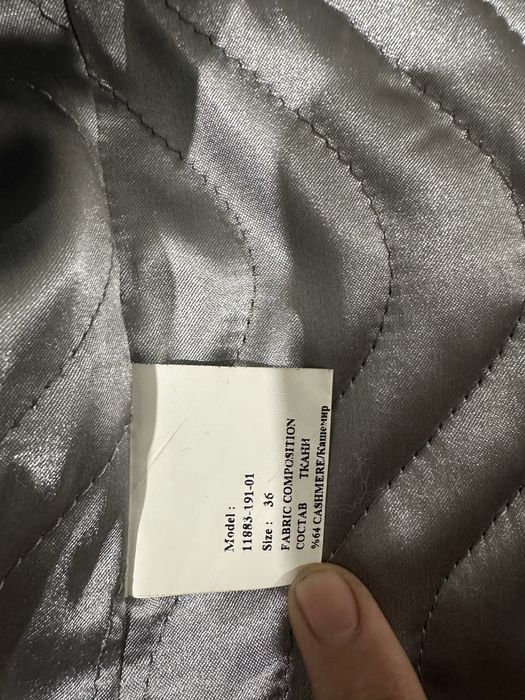 Model :
11883-191-01
Size : 36
FABRIC COMPOSITION
СОСТАВ ТКАНИ
%64 CASHMERE/Кашемир